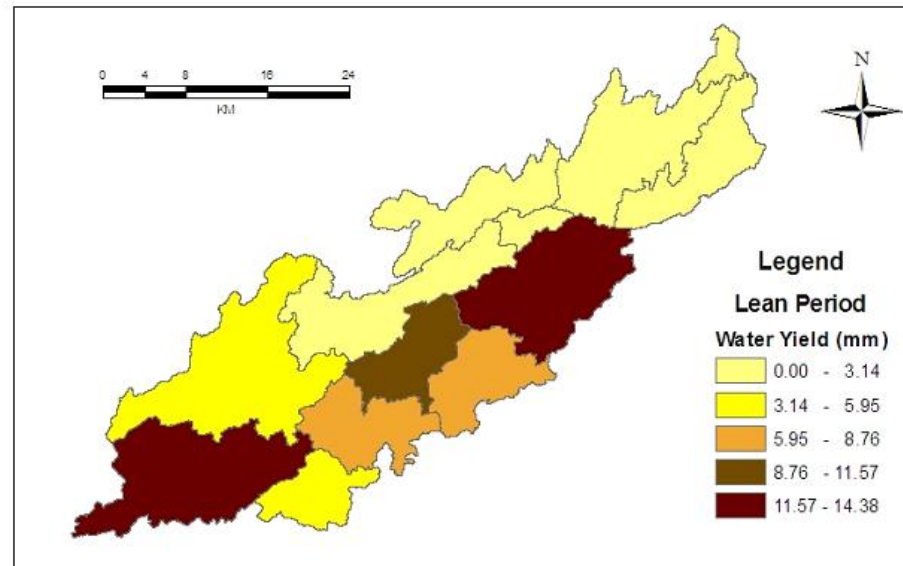 0 4 8 16 24
KM
N
Legend
Lean Period
Water Yield (mm)
0.00 - 3.14
3.14 - 5.95
5.95 - 8.76
8.76 - 11.57
11.57 - 14.38